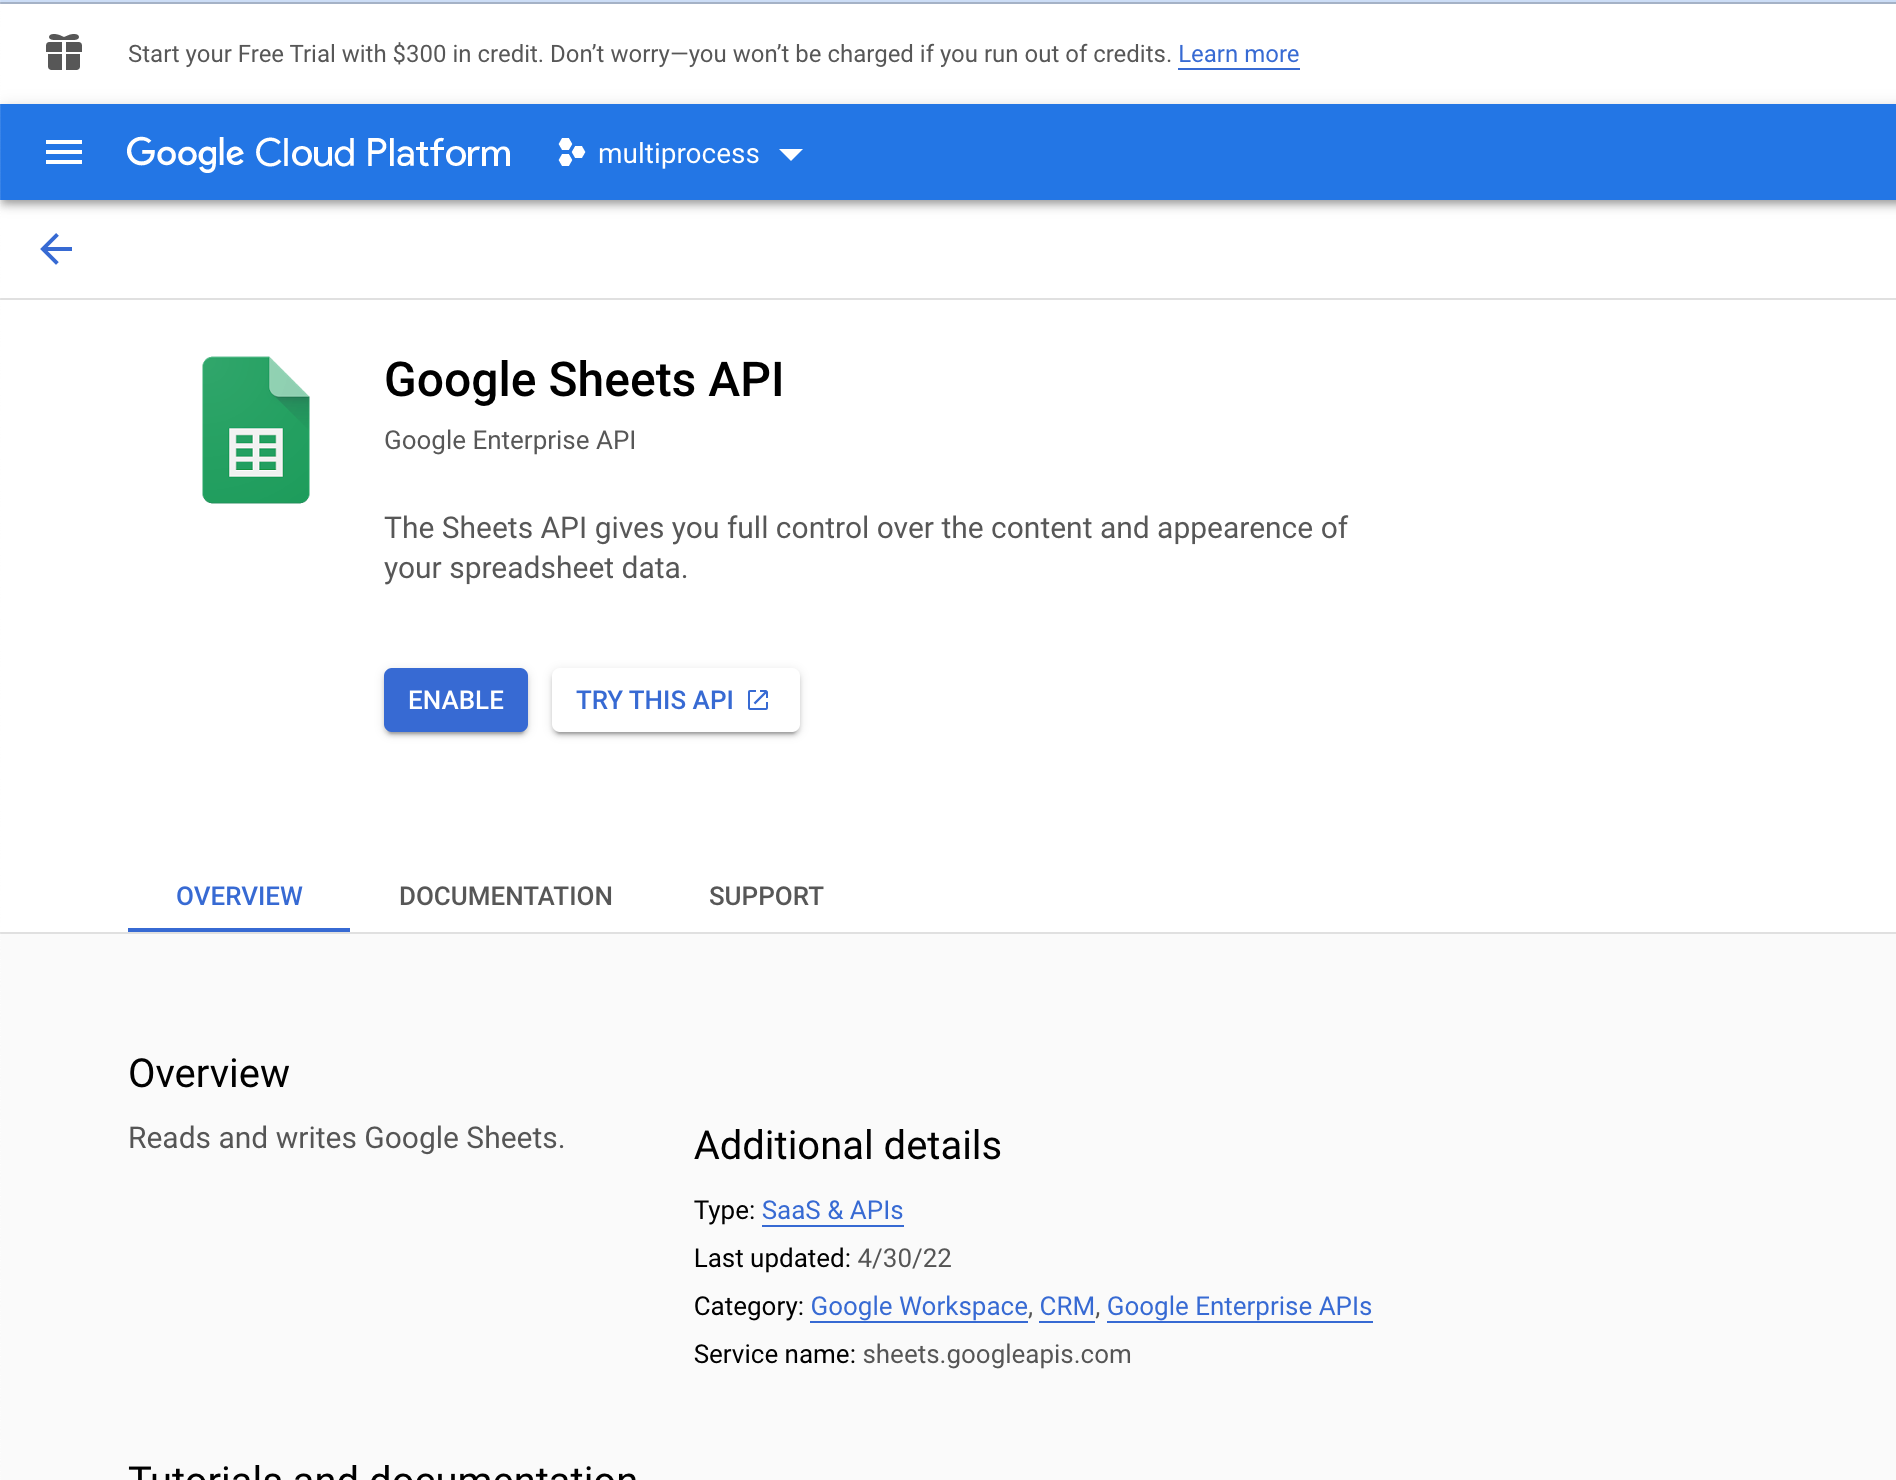 Start your Free Trial with $300 in credit. Don’t worry—you won’t be charged if you run out of credits. Learn more
Google Cloud Platform multiprocess
Google Sheets API
Google Enterprise API
The Sheets API gives you full control over the content and appearence of
your spreadsheet data.
ENABLE TRY THIS API
OVERVIEW DOCUMENTATION SUPPORT
Overview
Reads and writes Google Sheets.
Additional details
Type: SaaS & APIs
Last updated: 4/30/22
Category: Google Workspace, CRM, Google Enterprise APIs
Service name: sheets.googleapis.com
Tutorials and documentation